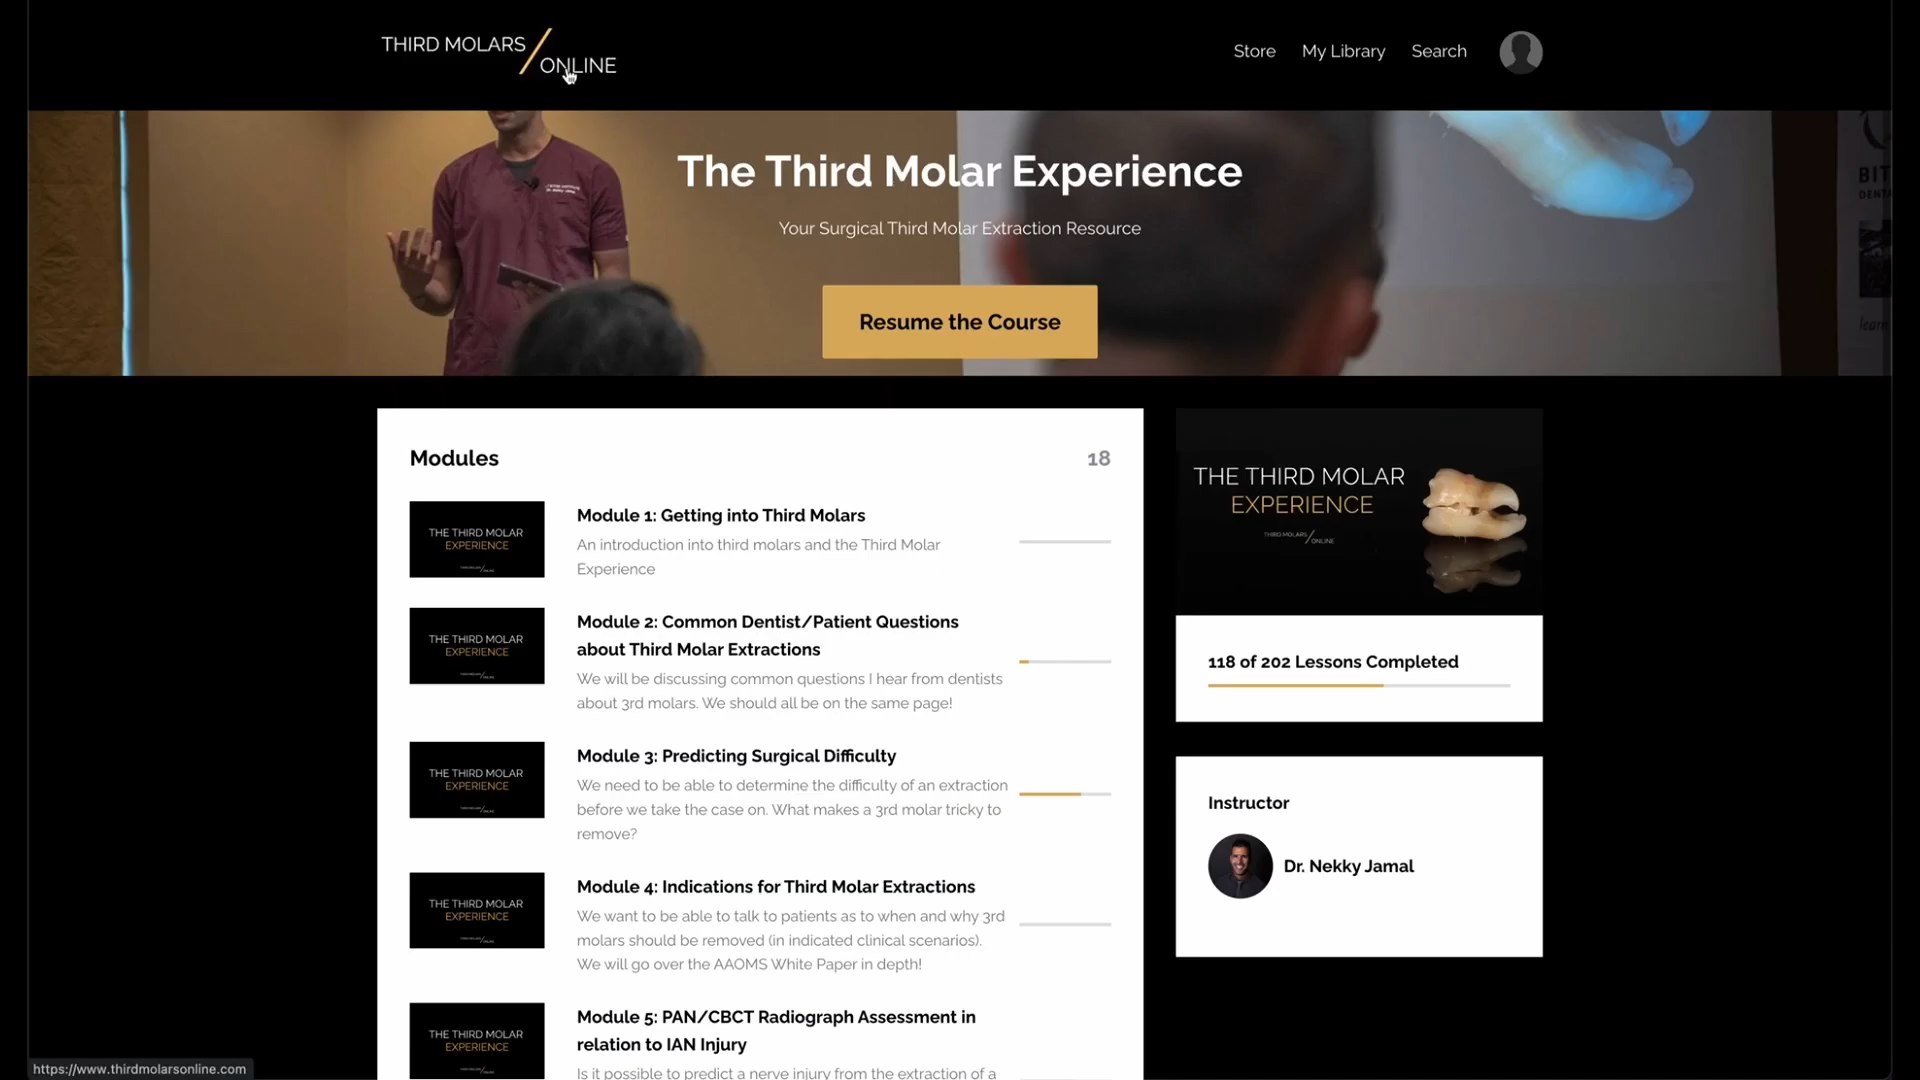 THIRD MOLARS
ONLINE
Store My Library Search
The Third Molar Experience
Your Surgical Third Molar Extraction Resource
Resume the Course
BIT
DENTA
learn
Modules 18
THE THIRD MOLAR
EXPERIENCE
Module 1: Getting into Third Molars
An introduction into third molars and the Third Molar
Experience
THE THIRD MOLAR
EXPERIENCE
Module 2: Common Dentist/Patient Questions
about Third Molar Extractions
We will be discussing common questions I hear from dentists
about 3rd molars. We should all be on the same page!
THE THIRD MOLAR
EXPERIENCE
Module 3: Predicting Surgical Difficulty
We need to be able to determine the difficulty of an extraction
before we take the case on. What makes a 3rd molar tricky to
remove?
THE THIRD MOLAR
EXPERIENCE
Module 4: Indications for Third Molar Extractions
We want to be able to talk to patients as to when and why 3rd
molars should be removed (in indicated clinical scenarios).
We will go over the AAOMS White Paper in depth!
THE THIRD MOLAR
EXPERIENCE
Module 5: PAN/CBCT Radiograph Assessment in
relation to IAN Injury
Is it possible to predict a nerve injury from the extraction of a
THE THIRD MOLAR
EXPERIENCE
THIRD MOLARS
ONLINE
118 of 202 Lessons Completed
Instructor
Dr. Nekky Jamal
https://www.thirdmolarsonline.com